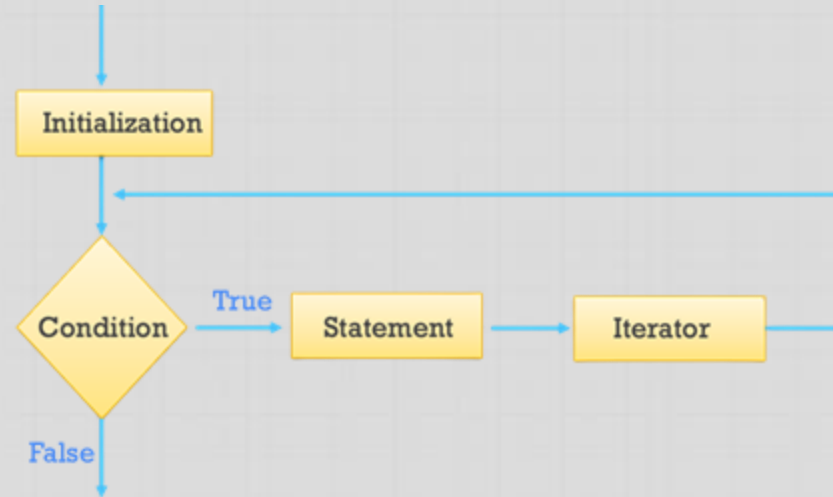 Initialization
True
Condition
Statement
Iterator
False